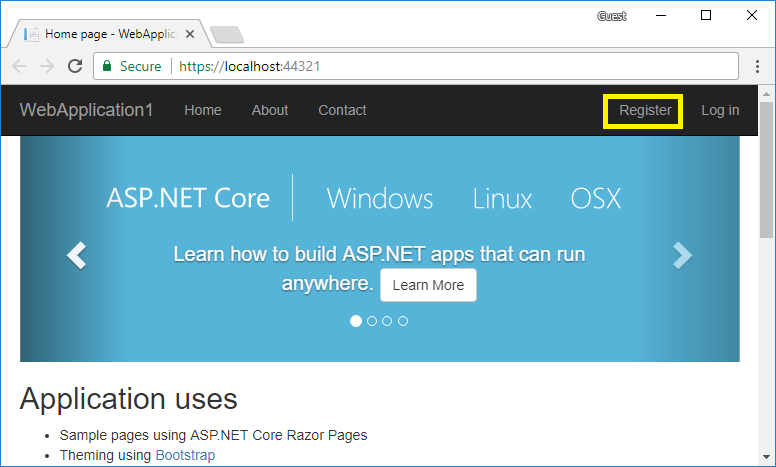 Guest
Home page - WebApplic
Secure https://localhost:44321
WebApplication1 Home About Contact Register Log in
ASP.NET Core Windows Linux OSX
Learn how to build ASP.NET apps that can run
anywhere. Learn More
Application uses
Sample pages using ASP.NET Core Razor Pages
Theming using Bootstrap